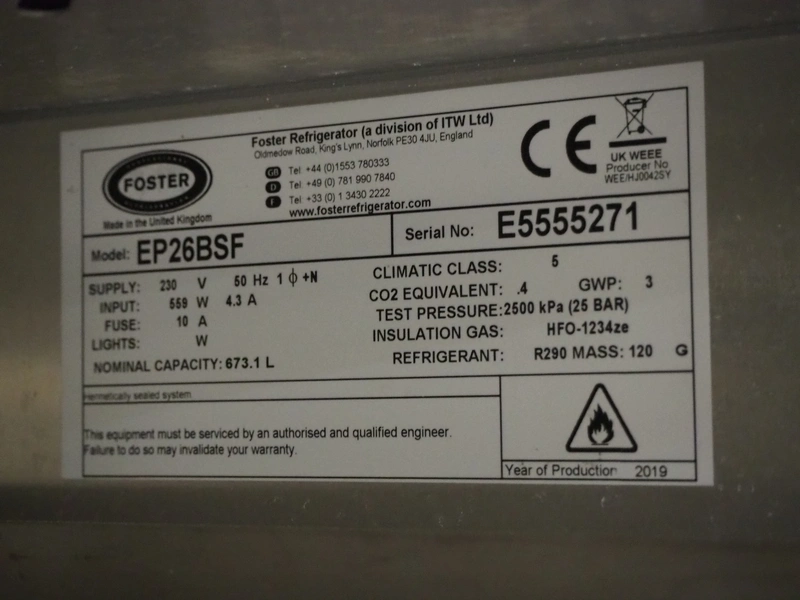 FOSTER
Made in the United Kingdom
Foster Refrigerator (a division of ITW Ltd)
Oldmedow Road, King's Lynn, Norfolk PE30 4JU, England
GB Tel: +44 (0)1553 780333
D Tel: +49 (0) 781 990 7840
F Tel: +33 (0) 1 3430 2222
www.fosterrefrigerator.com
CE
UK WEEE
Producer No
WEE/HJ0042SY
Model: EP26BSF
Serial No: E5555271
SUPPLY: 230 V 50 Hz 1 ϕ +N
INPUT: 559 W 4.3 A
FUSE: 10 A
LIGHTS: W
NOMINAL CAPACITY: 673.1 L
CLIMATIC CLASS: 5
CO2 EQUIVALENT: .4 GWP: 3
TEST PRESSURE: 2500 kPa (25 BAR)
INSULATION GAS: HFO-1234ze
REFRIGERANT: R290 MASS: 120 G
Hermetically sealed system
This equipment must be serviced by an authorised and qualified engineer.
Failure to do so may invalidate your warranty.
Year of Production 2019